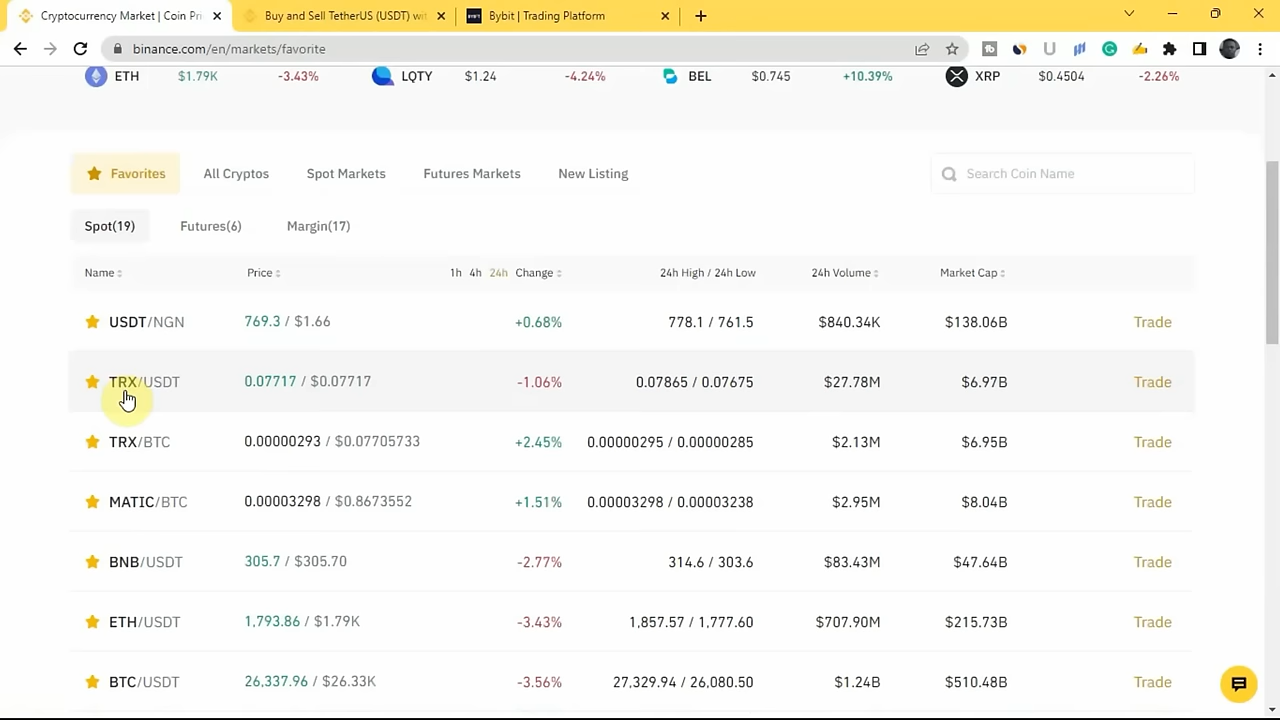 Cryptocurrency Market | Coin Pri
Buy and Sell TetherUS (USDT) wit
BYBIT Bybit | Trading Platform
binance.com/en/markets/favorite
ETH $1.79K -3.43% LQTY $1.24 -4.24% BEL $0.745 +10.39% XRP $0.4504 -2.26%
Favorites All Cryptos Spot Markets Futures Markets New Listing Search Coin Name
Spot(19) Futures(6) Margin(17)
Name Price 1h 4h 24h Change 24h High / 24h Low 24h Volume Market Cap
USDT/NGN 769.3 / $1.66 +0.68% 778.1 / 761.5 $840.34K $138.06B Trade
TRX/USDT 0.07717 / $0.07717 -1.06% 0.07865 / 0.07675 $27.78M $6.97B Trade
TRX/BTC 0.00000293 / $0.07705733 +2.45% 0.00000295 / 0.00000285 $2.13M $6.95B Trade
MATIC/BTC 0.00003298 / $0.8673552 +1.51% 0.00003298 / 0.00003238 $2.95M $8.04B Trade
BNB/USDT 305.7 / $305.70 -2.77% 314.6 / 303.6 $83.43M $47.64B Trade
ETH/USDT 1,793.86 / $1.79K -3.43% 1,857.57 / 1,777.60 $707.90M $215.73B Trade
BTC/USDT 26,337.96 / $26.33K -3.56% 27,329.94 / 26,080.50 $1.24B $510.48B Trade